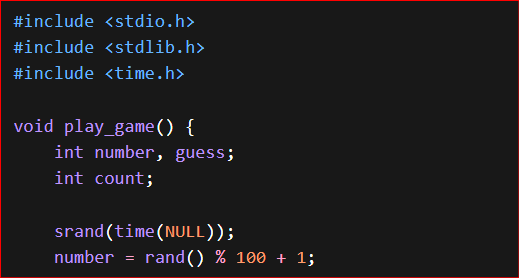 #include <stdio.h>
#include <stdlib.h>
#include <time.h>

void play_game() {
    int number, guess;
    int count;

    srand(time(NULL));
    number = rand() % 100 + 1;